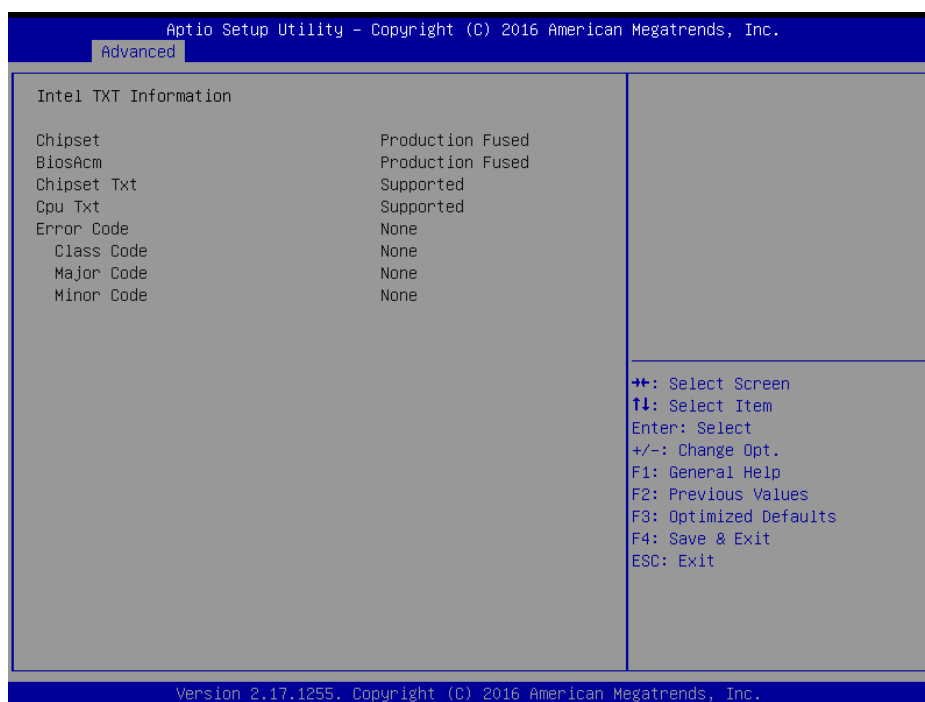 Aptio Setup Utility – Copyright (C) 2016 American Megatrends, Inc.
Advanced
Intel TXT Information
Chipset Production Fused
BiosAcm Production Fused
Chipset Txt Supported
Cpu Txt Supported
Error Code None
Class Code None
Major Code None
Minor Code None
→←: Select Screen
↑↓: Select Item
Enter: Select
+/-: Change Opt.
F1: General Help
F2: Previous Values
F3: Optimized Defaults
F4: Save & Exit
ESC: Exit
Version 2.17.1255. Copyright (C) 2016 American Megatrends, Inc.